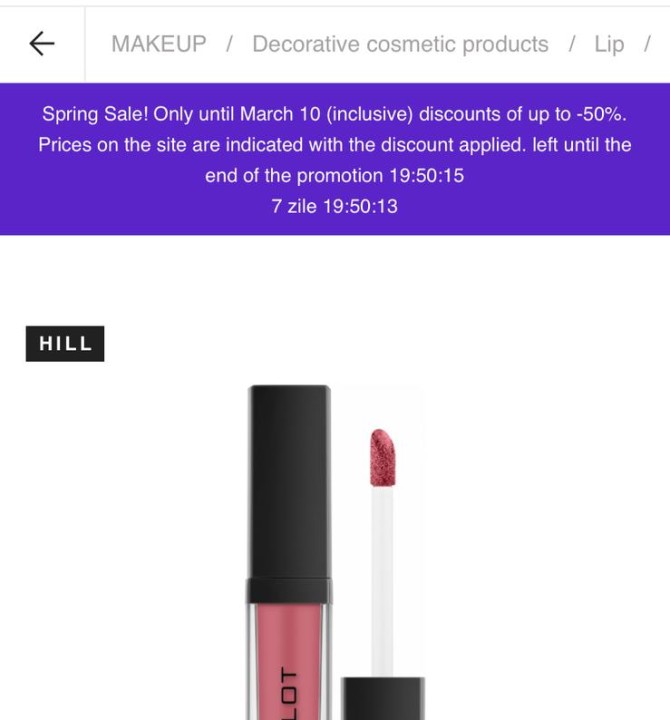 MAKEUP / Decorative cosmetic products / Lip /
Spring Sale! Only until March 10 (inclusive) discounts of up to -50%.
Prices on the site are indicated with the discount applied. left until the
end of the promotion 19:50:15
7 zile 19:50:13
HILL
LOT